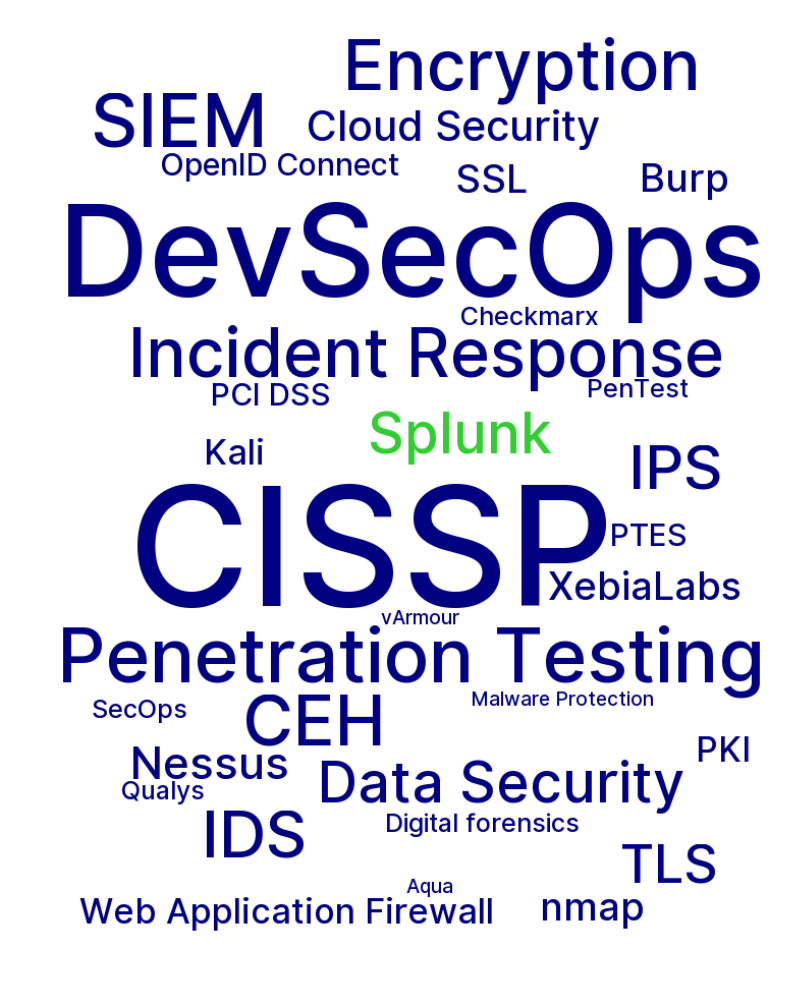 Encryption
SIEM
Cloud Security
OpenID Connect
SSL
Burp
DevSecOps
Checkmarx
Incident Response
PCI DSS
PenTest
Splunk
Kali
IPS
CISSP
PTES
XebiaLabs
vArmour
Penetration Testing
SecOps
CEH
Malware Protection
Nessus
PKI
Qualys
Data Security
IDS
Digital forensics
TLS
Aqua
Web Application Firewall
nmap